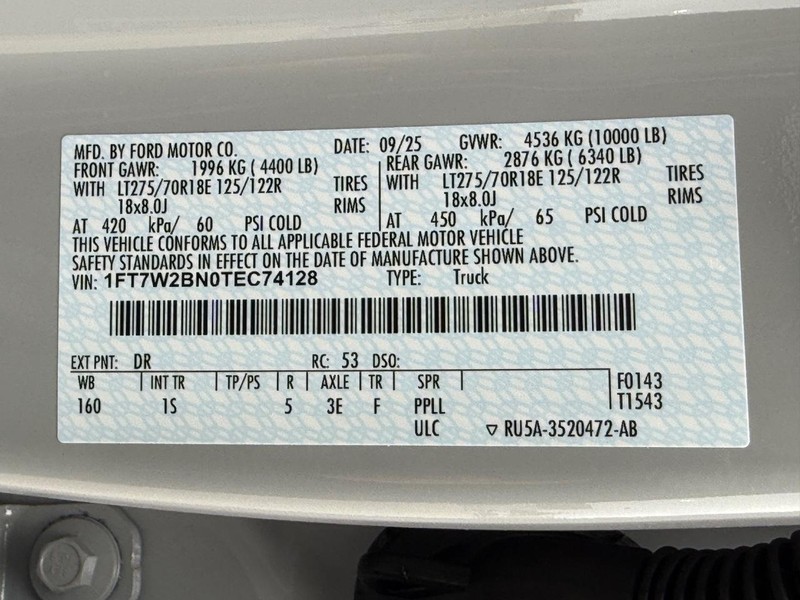 MFD. BY FORD MOTOR CO. DATE: 09/25 GVWR: 4536 KG (10000 LB)
FRONT GAWR: 1996 KG ( 4400 LB) REAR GAWR: 2876 KG ( 6340 LB)
WITH LT275/70R18E 125/122R TIRES WITH LT275/70R18E 125/122R TIRES
18x8.0J RIMS 18x8.0J RIMS
AT 420 kPa/ 60 PSI COLD AT 450 kPa/ 65 PSI COLD
THIS VEHICLE CONFORMS TO ALL APPLICABLE FEDERAL MOTOR VEHICLE
SAFETY STANDARDS IN EFFECT ON THE DATE OF MANUFACTURE SHOWN ABOVE.
VIN: 1FT7W2BN0TEC74128 TYPE: Truck
EXT PNT: DR RC: 53 DSO:
WB INT TR TP/PS R AXLE TR SPR F0143
160 1S 5 3E F PPLL T1543
ULC ▽ RU5A-3520472-AB